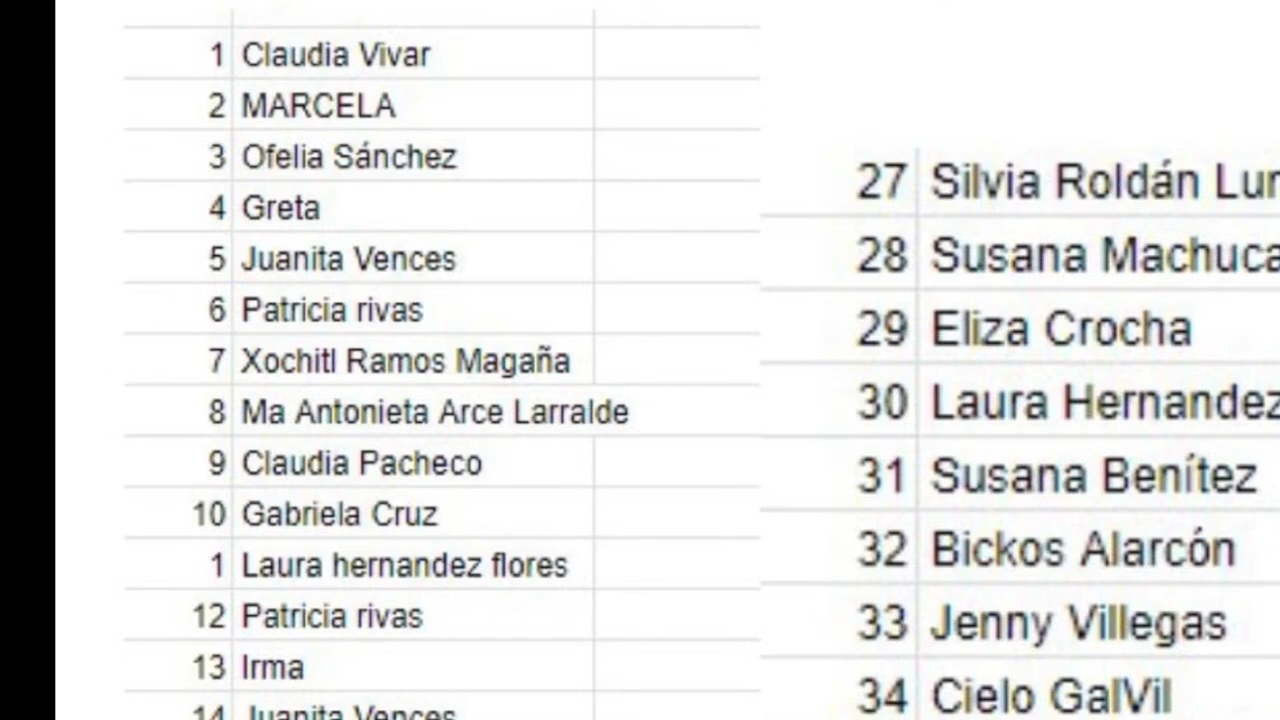 1 Claudia Vivar
2 MARCELA
3 Ofelia Sánchez
4 Greta
5 Juanita Vences
6 Patricia rivas
7 Xochitl Ramos Magaña
8 Ma Antonieta Arce Larralde
9 Claudia Pacheco
10 Gabriela Cruz
1 Laura hernandez flores
12 Patricia rivas
13 Irma
14 Juanita Vences
27 Silvia Roldán
28 Susana Machuca
29 Eliza Crocha
30 Laura Hernandez
31 Susana Benítez
32 Bickos Alarcón
33 Jenny Villegas
34 Cielo GalVil